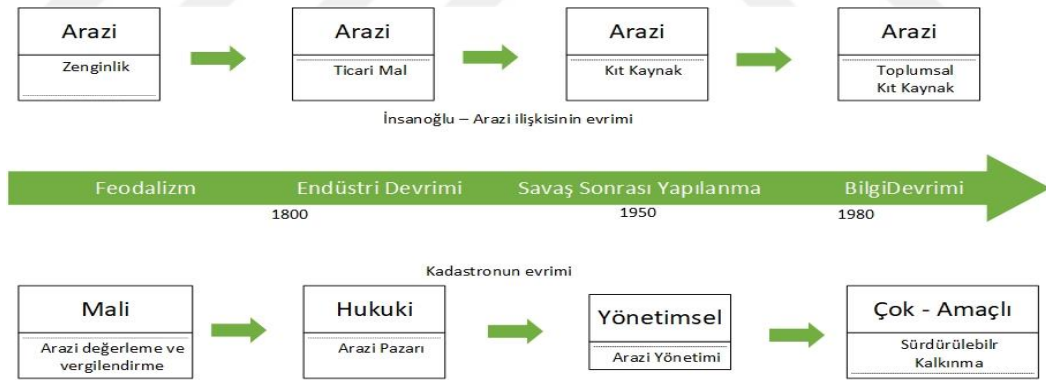 Arazi
Zenginlik
Arazi
Ticari Mal
Arazi
Kıt Kaynak
Arazi
Toplumsal
Kıt Kaynak
İnsanoğlu – Arazi ilişkisinin evrimi
Feodalizm
Endüstri Devrimi
Savaş Sonrası Yapılanma
BilgiDevrimi
1800
1950
1980
Kadastronun evrimi
Mali
Arazi değerleme ve
vergilendirme
Hukuki
Arazi Pazarı
Yönetimsel
Arazi Yönetimi
Çok - Amaçlı
Sürdürülebilr
Kalkınma